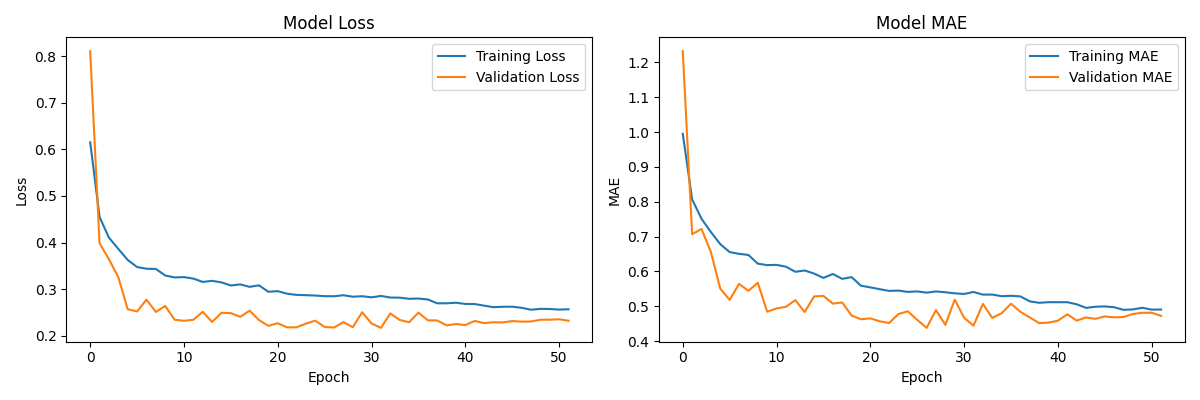 Model Loss
0.8
0.7
0.6
0.5
0.4
0.3
0.2
Loss
Training Loss
Validation Loss
0 10 20 30 40 50
Epoch
Model MAE
1.2
1.1
1.0
0.9
0.8
0.7
0.6
0.5
0.4
MAE
Training MAE
Validation MAE
0 10 20 30 40 50
Epoch